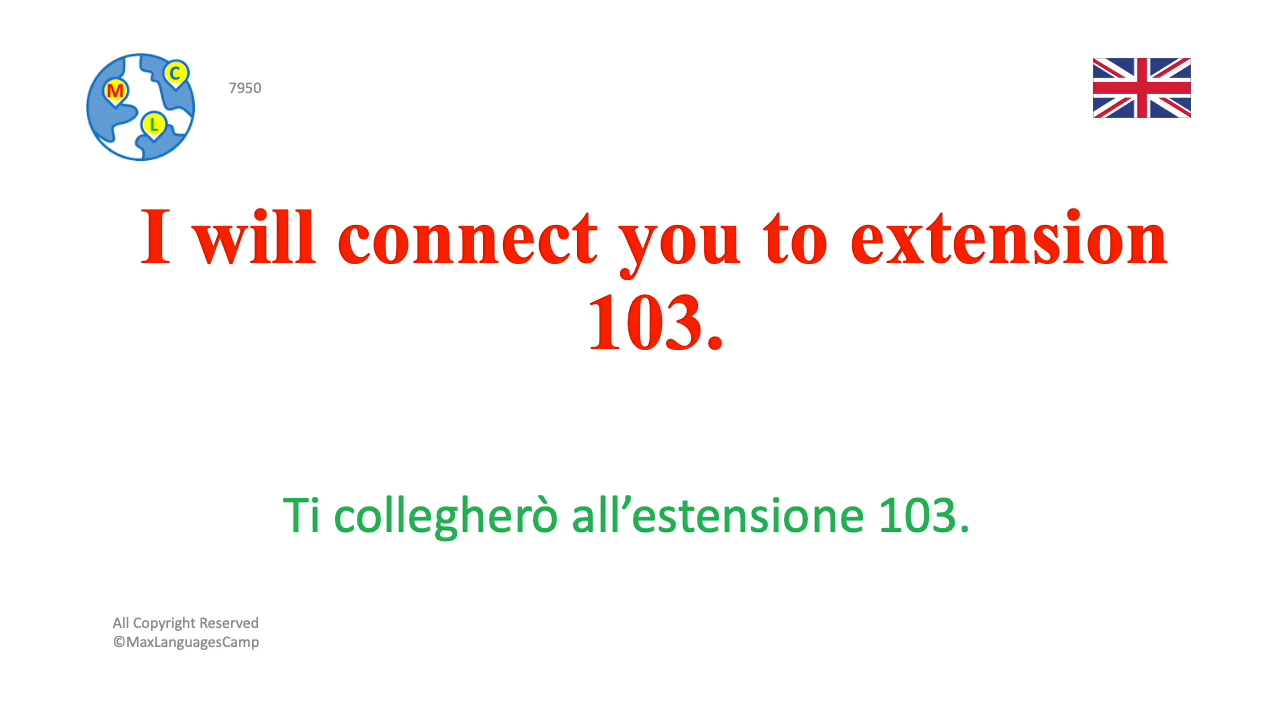 M
C
L
7950
I will connect you to extension
103.
Ti collegherò all’estensione 103.
All Copyright Reserved
©MaxLanguagesCamp